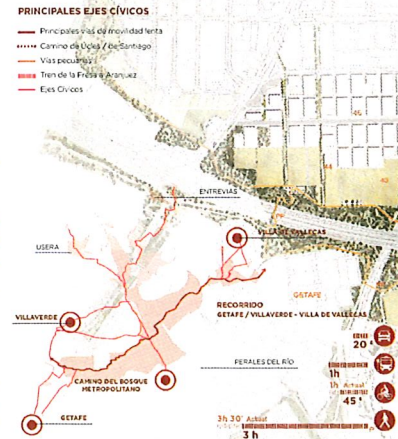 PRINCIPALES EJES CÍVICOS
Principales vías de movilidad lenta
Camino de Uclés / de Santiago
Vías pecuarias
Tren de la Fresa a Aranjuez
Ejes Cívicos
ENTREVÍAS
USERA
VILLA DE VALLECAS
GETAFE
VILLAVERDE
RECORRIDO
GETAFE / VILLAVERDE - VILLA DE VALLECAS
PERALES DEL RÍO
CAMINO DEL BOSQUE
METROPOLITANO
GETAFE
20'
1h
1h Actual
45'
3h 30' Actual
3 h